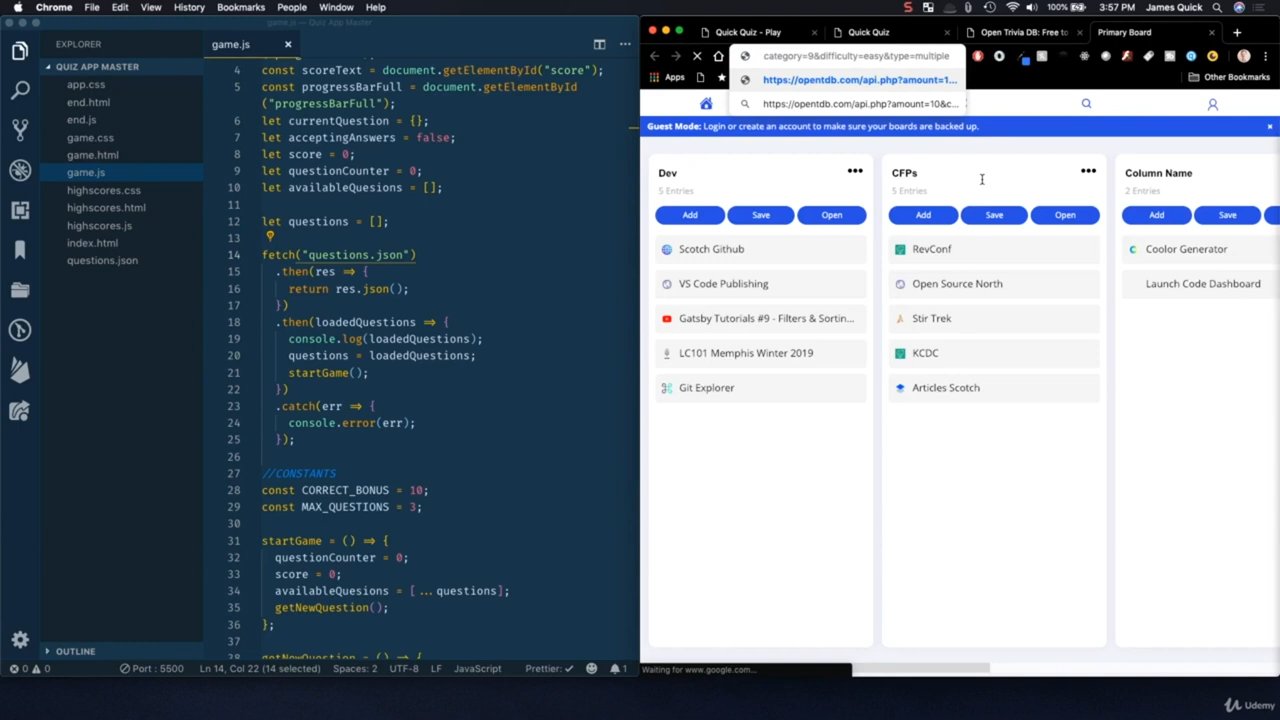 Chrome File Edit View History Bookmarks People Window Help 100% Fri 3:57 PM James Quick
game.js — Quiz App Master
EXPLORER
QUIZ APP MASTER
app.css
end.html
end.js
game.css
game.html
game.js
highscores.css
highscores.html
highscores.js
index.html
questions.json
OUTLINE
game.js
4 const scoreText = document.getElementById("score");
5 const progressBarFull = document.getElementById
("progressBarFull");
6 let currentQuestion = {};
7 let acceptingAnswers = false;
8 let score = 0;
9 let questionCounter = 0;
10 let availableQuesions = [];
11
12 let questions = [];
13
14 fetch("questions.json")
15 .then(res => {
16 return res.json();
17 })
18 .then(loadedQuestions => {
19 console.log(loadedQuestions);
20 questions = loadedQuestions;
21 startGame();
22 })
23 .catch(err => {
24 console.error(err);
25 });
26
27 //CONSTANTS
28 const CORRECT_BONUS = 10;
29 const MAX_QUESTIONS = 3;
30
31 startGame = () => {
32 questionCounter = 0;
33 score = 0;
34 availableQuesions = [...questions];
35 getNewQuestion();
36 };
37
38 getNewQuestion = () => {
0 0 Port : 5500 Ln 14, Col 22 (14 selected) Spaces: 2 UTF-8 LF JavaScript Prettier: ✓ 1
Quick Quiz - Play Quick Quiz Open Trivia DB: Free to Primary Board
category=9&difficulty=easy&type=multiple
Apps https://opentdb.com/api.php?amount=1... Other Bookmarks
https://opentdb.com/api.php?amount=10&c...
Guest Mode: Login or create an account to make sure your boards are backed up.
Dev
5 Entries
Add Save Open
Scotch Github
VS Code Publishing
Gatsby Tutorials #9 - Filters & Sortin...
LC101 Memphis Winter 2019
Git Explorer
CFPs
5 Entries
Add Save Open
RevConf
Open Source North
Stir Trek
KCDC
Articles Scotch
Column Name
2 Entries
Add Save
Coolor Generator
Launch Code Dashboard
Waiting for www.google.com...
Udemy